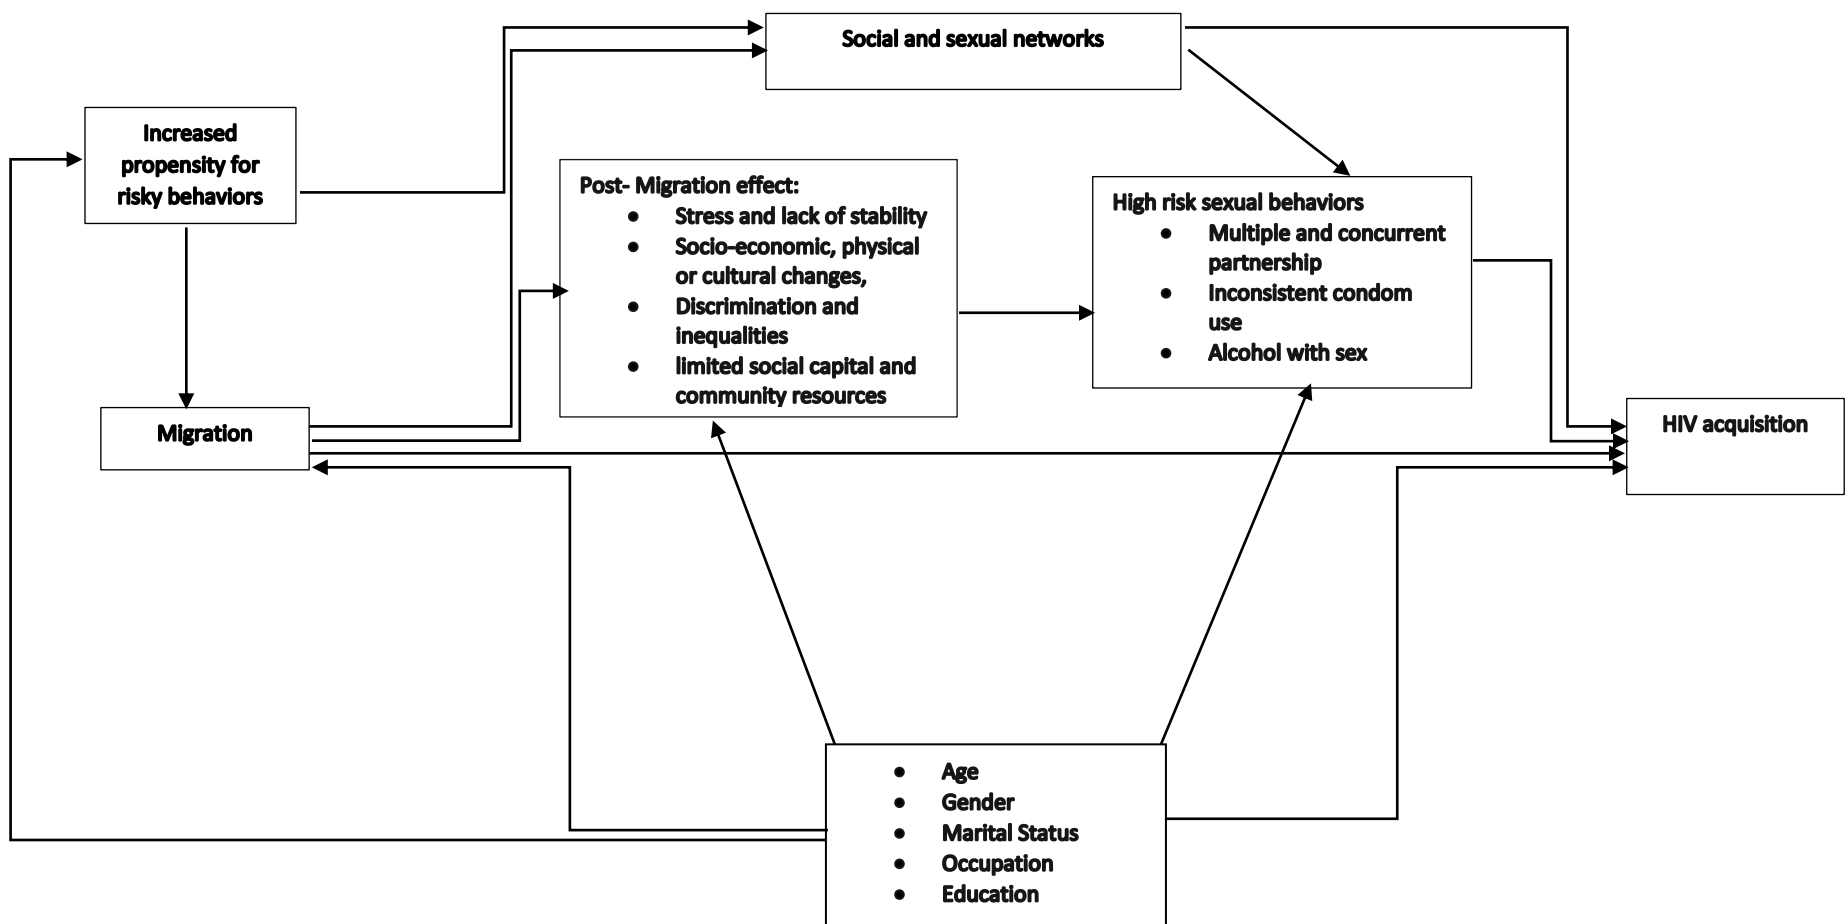 Social and sexual networks
Increased
propensity for
risky behaviors
Post- Migration effect:
● Stress and lack of stability
● Socio-economic, physical
or cultural changes,
● Discrimination and
inequalities
● limited social capital and
community resources
High risk sexual behaviors
● Multiple and concurrent
partnership
● Inconsistent condom
use
● Alcohol with sex
Migration
HIV acquisition
● Age
● Gender
● Marital Status
● Occupation
● Education